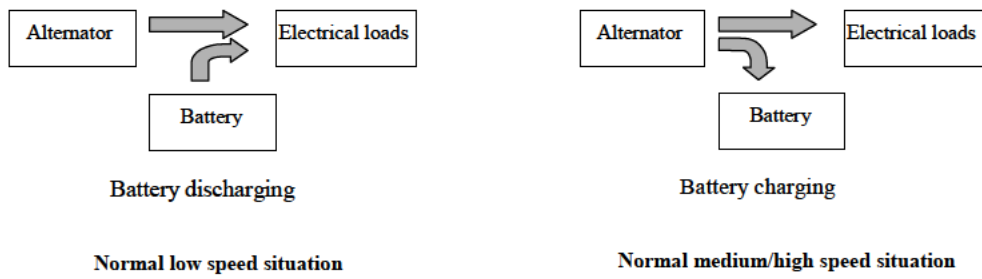 Alternator
Electrical loads
Battery
Battery discharging
Normal low speed situation
Alternator
Electrical loads
Battery
Battery charging
Normal medium/high speed situation